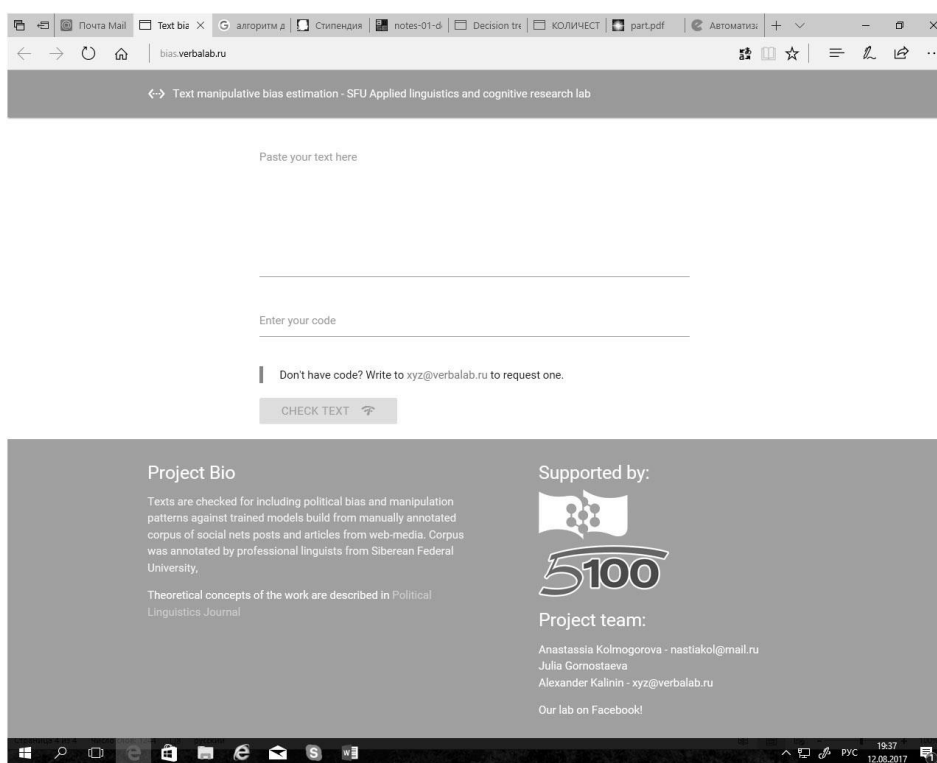 Почта Mail Text bia алгоритм д Стипендия notes-01-d Decision tre КОЛИЧЕСТ part.pdf Автоматиза
bias.verbalab.ru
Text manipulative bias estimation - SFU Applied linguistics and cognitive research lab
Paste your text here
Enter your code
Don't have code? Write to xyz@verbalab.ru to request one.
CHECK TEXT
Project Bio
Texts are checked for including political bias and manipulation
patterns against trained models build from manually annotated
corpus of social nets posts and articles from web-media. Corpus
was annotated by professional linguists from Siberean Federal
University,
Theoretical concepts of the work are described in Political
Linguistics Journal
Supported by:
5100
Project team:
Anastassia Kolmogorova - nastiakol@mail.ru
Julia Gornostaeva
Alexander Kalinin - xyz@verbalab.ru
Our lab on Facebook!
РУС
19:37
12.08.2017